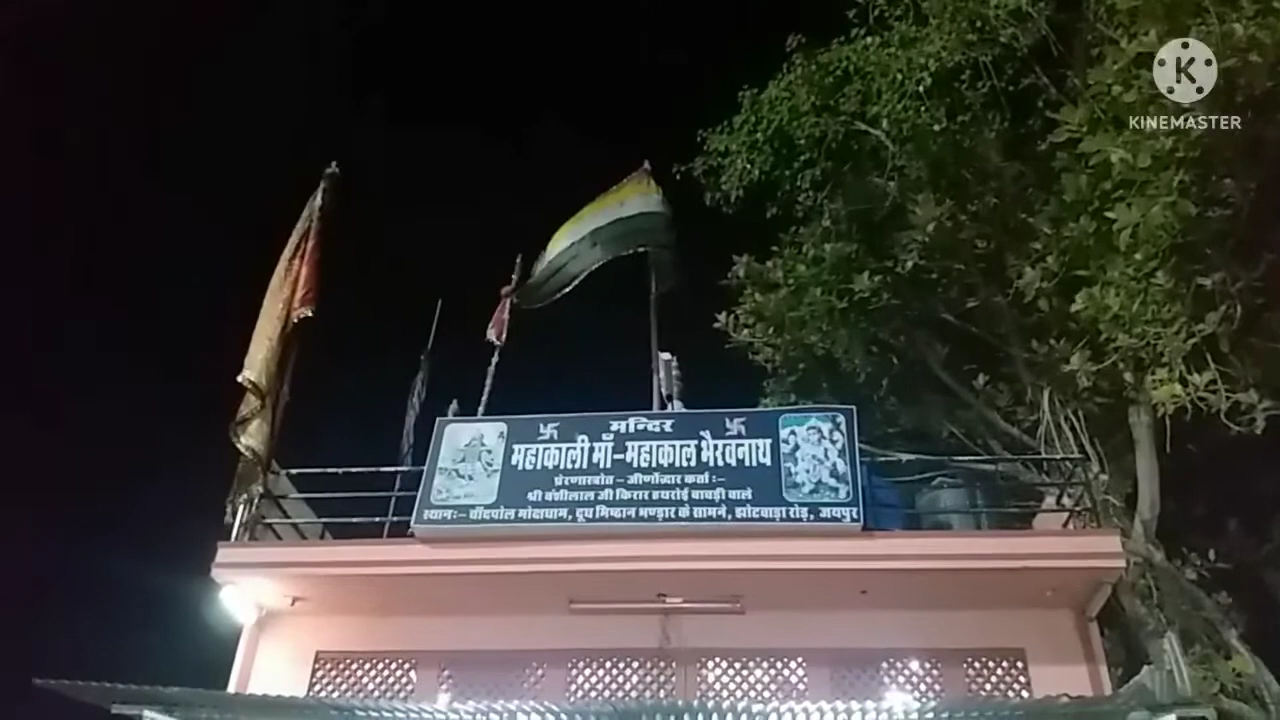 मन्दिर
महाकाली माँ-महाकाल भैरवनाथ
प्रेरणास्त्रोत - जीर्णोद्धार कर्ता :-
श्री बंशीलाल जी किरार हथरोई बावड़ी वाले
स्थान:- चाँदपोल मोक्षधाम, दूध मिष्ठान भण्डार के सामने, झोटवाड़ा रोड़, जयपुर
K
KINEMASTER